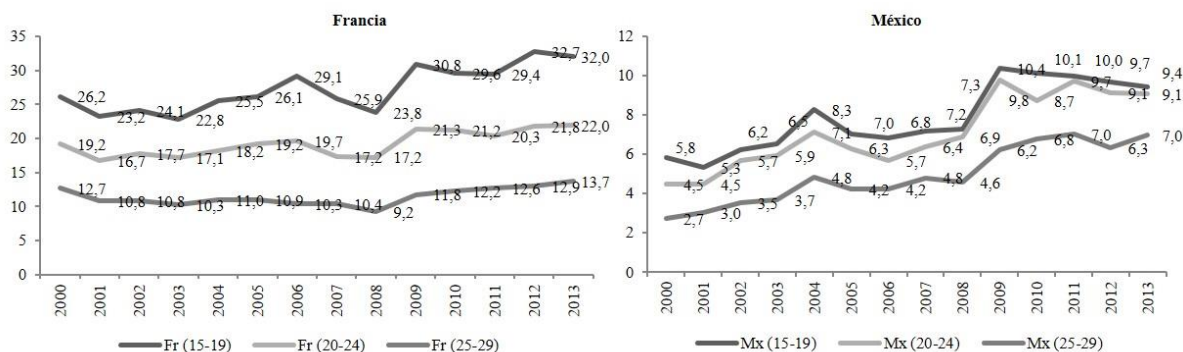 Francia
35
30
25
20
15
10
5
0
26,2 23,2 24,1 22,8 25,5 26,1 29,1 25,9 23,8 30,8 29,6 29,4 32,7 32,0
19,2 16,7 17,7 17,1 18,2 19,2 19,7 17,2 17,2 21,3 21,2 20,3 21,8 22,0
12,7 10,8 10,8 10,3 11,0 10,9 10,3 10,4 9,2 11,8 12,2 12,6 12,9 13,7
2000 2001 2002 2003 2004 2005 2006 2007 2008 2009 2010 2011 2012 2013
Fr (15-19) Fr (20-24) Fr (25-29)
México
12
10
8
6
4
2
0
5,8 5,3 6,2 6,5 8,3 7,0 6,8 7,2 7,3 10,4 10,1 10,0 9,7 9,4
4,5 4,5 5,7 5,9 7,1 6,3 5,7 6,4 6,9 9,8 8,7 9,7 9,1 9,1
2,7 3,0 3,5 3,7 4,8 4,2 4,2 4,8 4,6 6,2 6,8 7,0 6,3 7,0
2000 2001 2002 2003 2004 2005 2006 2007 2008 2009 2010 2011 2012 2013
Mx (15-19) Mx (20-24) Mx (25-29)